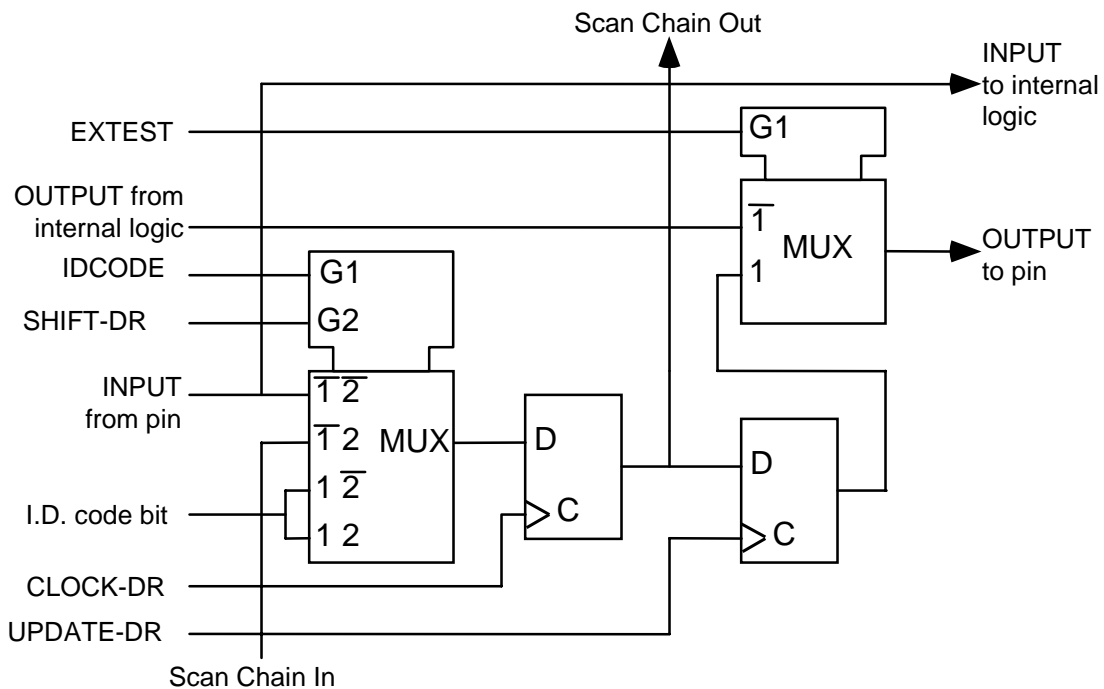 Scan Chain Out
INPUT
to internal
logic
EXTEST
G1
OUTPUT from
internal logic
1̅
MUX
1
OUTPUT
to pin
IDCODE
G1
SHIFT-DR
G2
INPUT
from pin
1̅ 2̅
1̅ 2
MUX
1 2̅
1 2
D
C
D
C
I.D. code bit
CLOCK-DR
UPDATE-DR
Scan Chain In